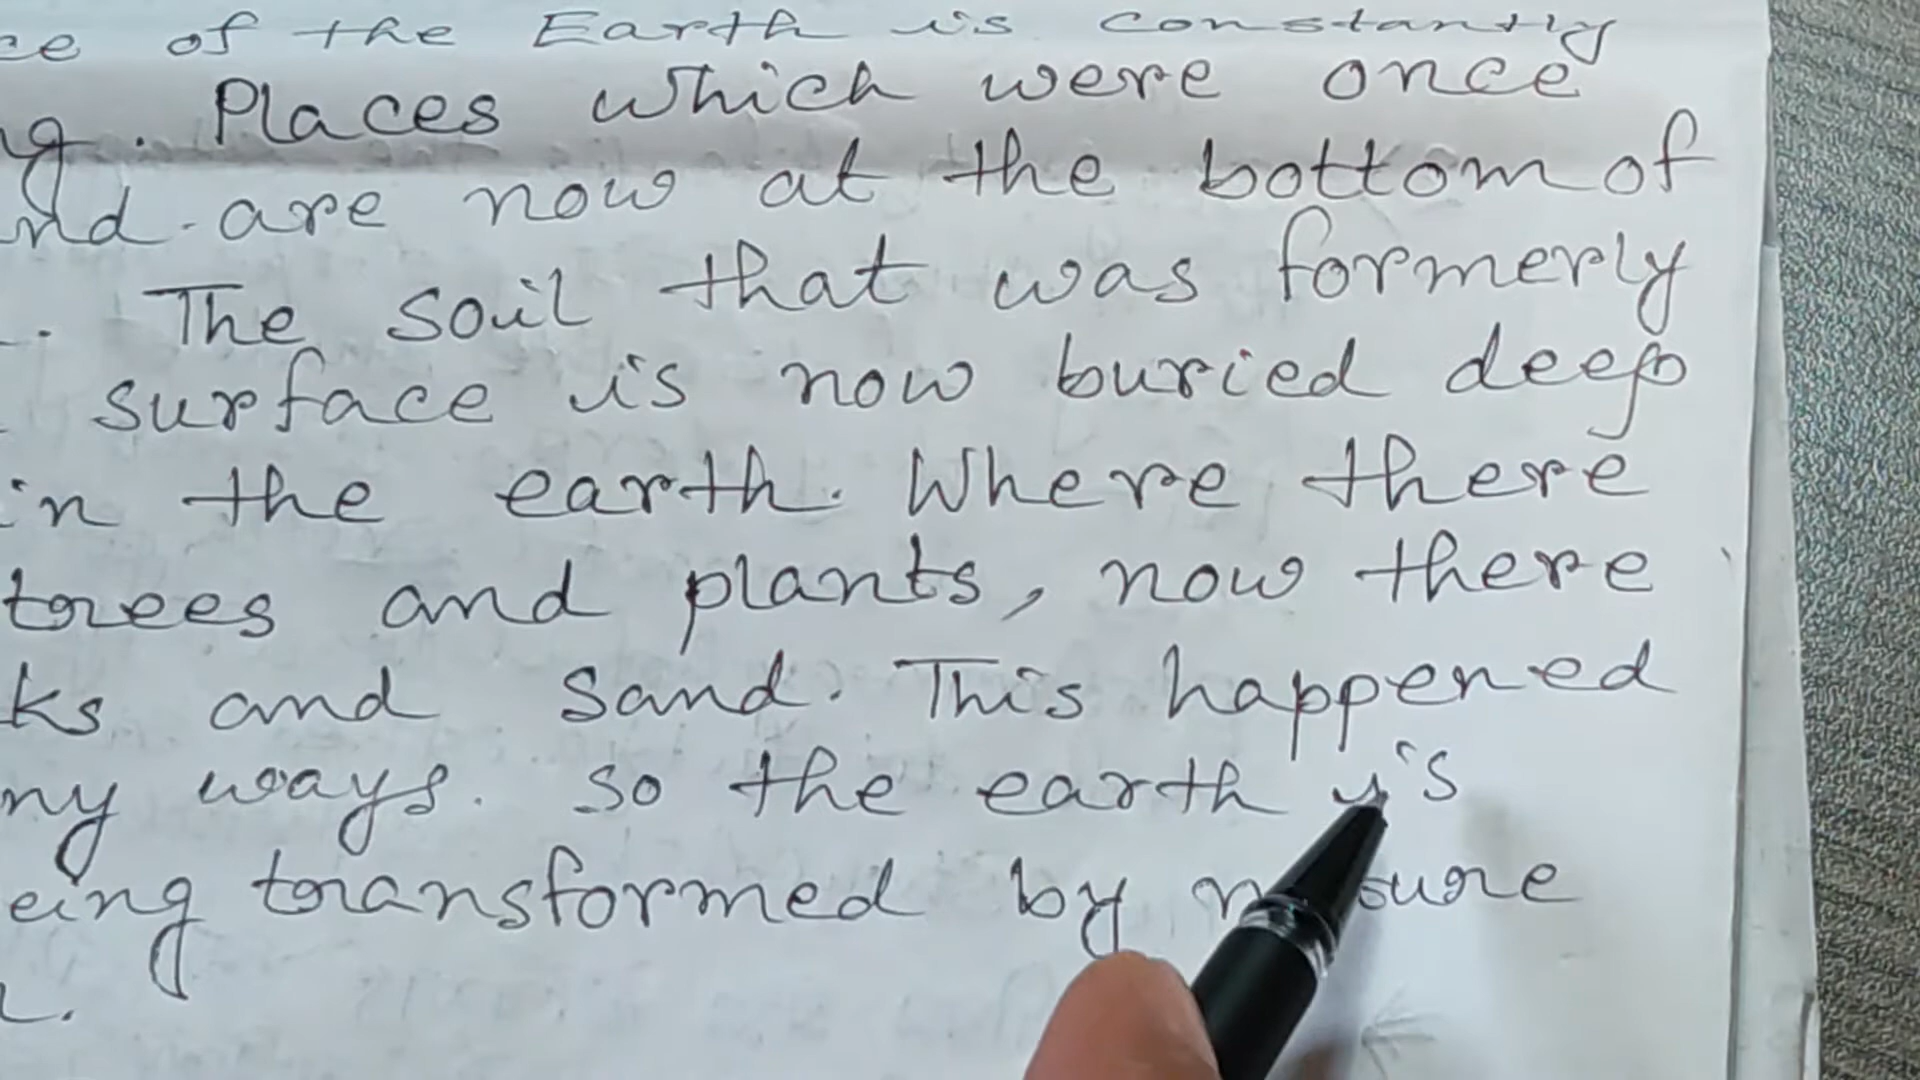 of the Earth is constantly
. Places which were once
are now at the bottom of
. The soil that was formerly
surface is now buried deep
in the earth. Where there
trees and plants, now there
and sand. This happened
ways. so the earth is
transformed by